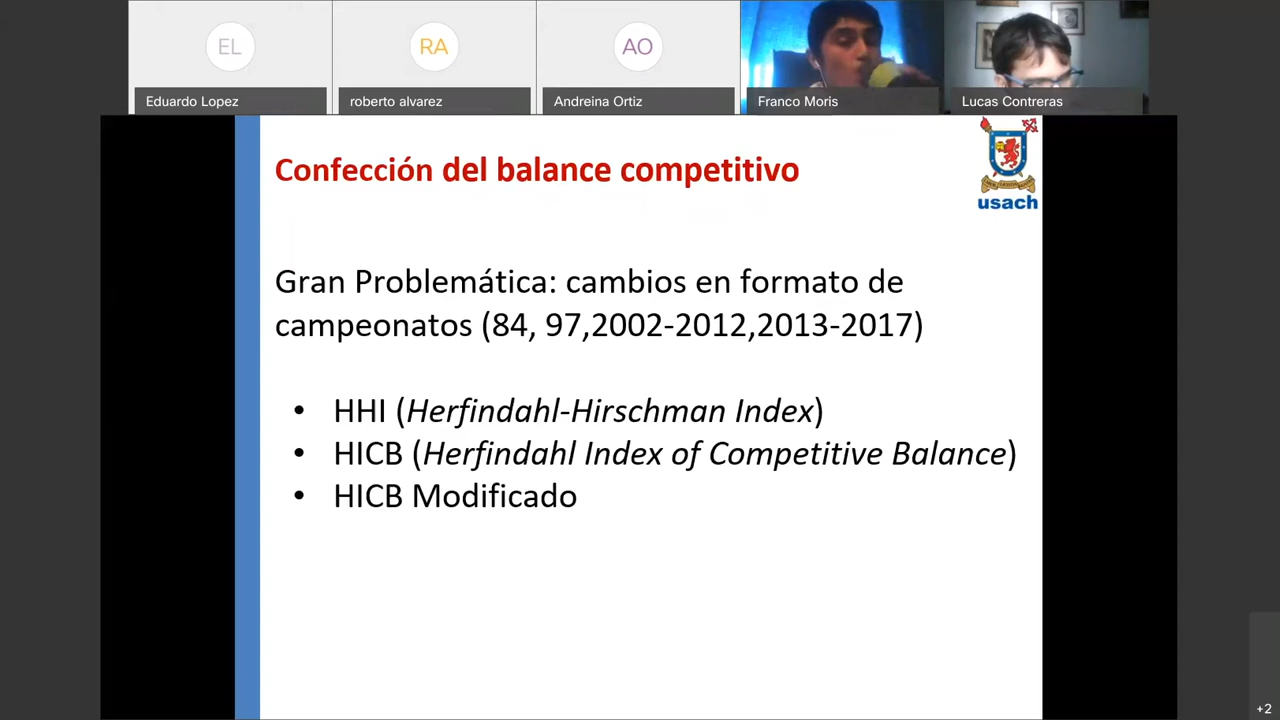 EL
RA
AO
Eduardo Lopez
roberto alvarez
Andreina Ortiz
Franco Moris
Lucas Contreras
Confección del balance competitivo
usach
Gran Problemática: cambios en formato de
campeonatos (84, 97,2002-2012,2013-2017)
• HHI (Herfindahl-Hirschman Index)
• HICB (Herfindahl Index of Competitive Balance)
• HICB Modificado
+2